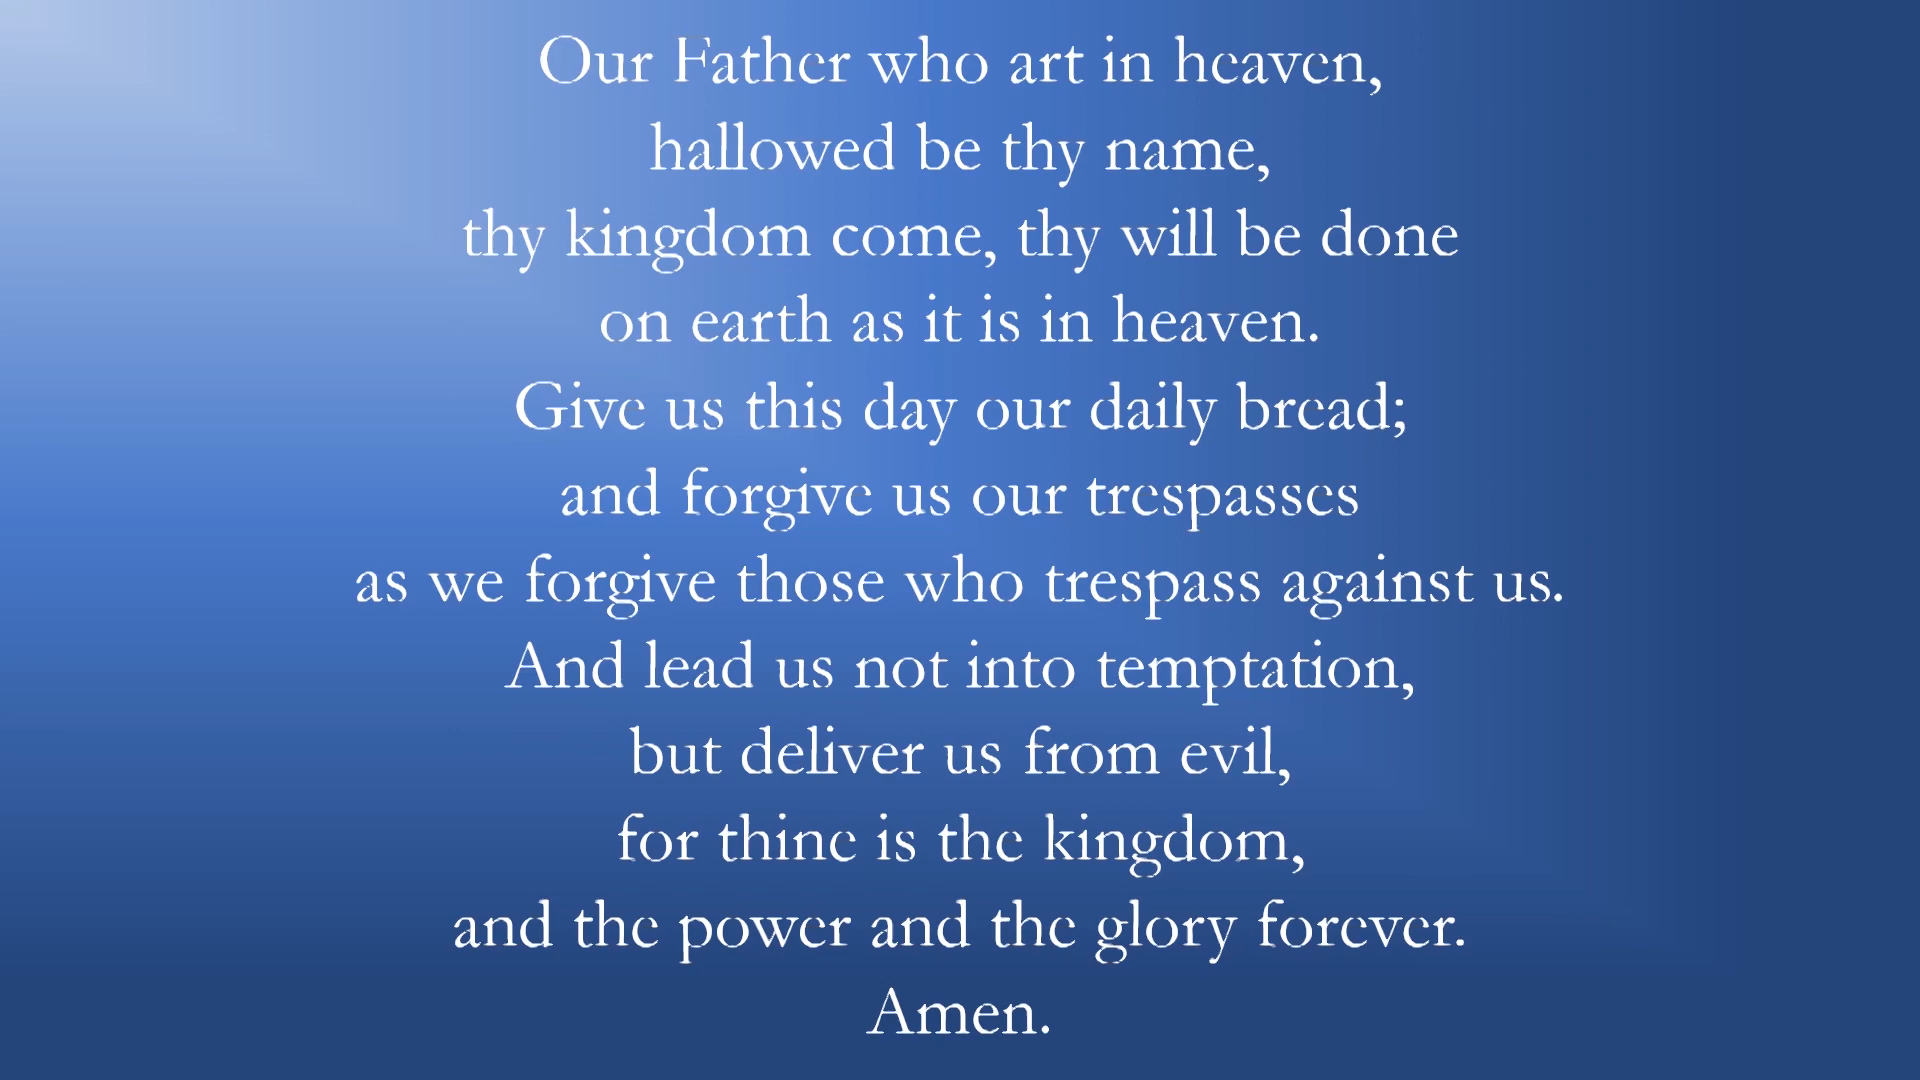 Our Father who art in heaven,
hallowed be thy name,
thy kingdom come, thy will be done
on earth as it is in heaven.
Give us this day our daily bread;
and forgive us our trespasses
as we forgive those who trespass against us.
And lead us not into temptation,
but deliver us from evil,
for thine is the kingdom,
and the power and the glory forever.
Amen.